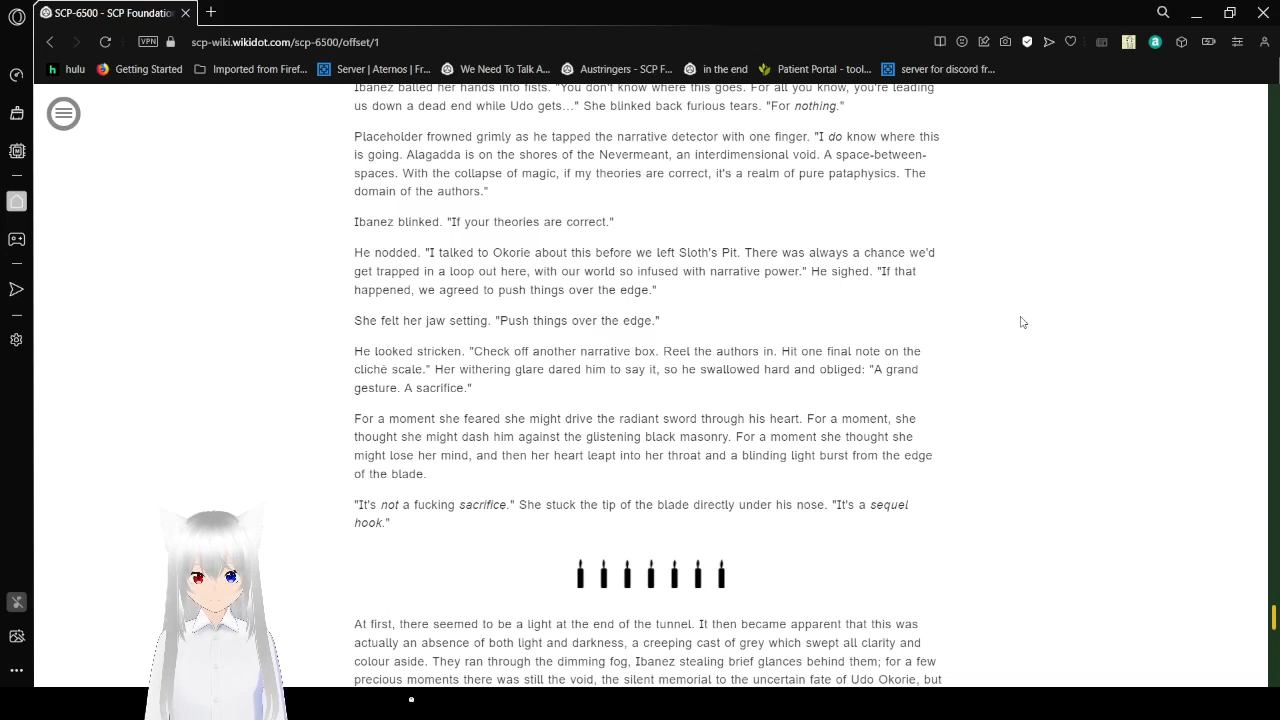 SCP-6500 - SCP Foundatio
VPN
scp-wiki.wikidot.com/scp-6500/offset/1
hulu
Getting Started
Imported from Firef...
Server | Aternos | Fr...
We Need To Talk A...
Austringers - SCP F...
in the end
Patient Portal - tool...
server for discord fr...
Ibanez balled her hands into fists. "You don't know where this goes. For all you know, you're leading
us down a dead end while Udo gets…" She blinked back furious tears. "For nothing."
Placeholder frowned grimly as he tapped the narrative detector with one finger. "I do know where this
is going. Alagadda is on the shores of the Nevermeant, an interdimensional void. A space-between-
spaces. With the collapse of magic, if my theories are correct, it's a realm of pure pataphysics. The
domain of the authors."
Ibanez blinked. "If your theories are correct."
He nodded. "I talked to Okorie about this before we left Sloth's Pit. There was always a chance we'd
get trapped in a loop out here, with our world so infused with narrative power." He sighed. "If that
happened, we agreed to push things over the edge."
She felt her jaw setting. "Push things over the edge."
He looked stricken. "Check off another narrative box. Reel the authors in. Hit one final note on the
cliché scale." Her withering glare dared him to say it, so he swallowed hard and obliged: "A grand
gesture. A sacrifice."
For a moment she feared she might drive the radiant sword through his heart. For a moment, she
thought she might dash him against the glistening black masonry. For a moment she thought she
might lose her mind, and then her heart leapt into her throat and a blinding light burst from the edge
of the blade.
"It's not a fucking sacrifice." She stuck the tip of the blade directly under his nose. "It's a sequel
hook."
At first, there seemed to be a light at the end of the tunnel. It then became apparent that this was
actually an absence of both light and darkness, a creeping cast of grey which swept all clarity and
colour aside. They ran through the dimming fog, Ibanez stealing brief glances behind them; for a few
precious moments there was still the void, the silent memorial to the uncertain fate of Udo Okorie, but